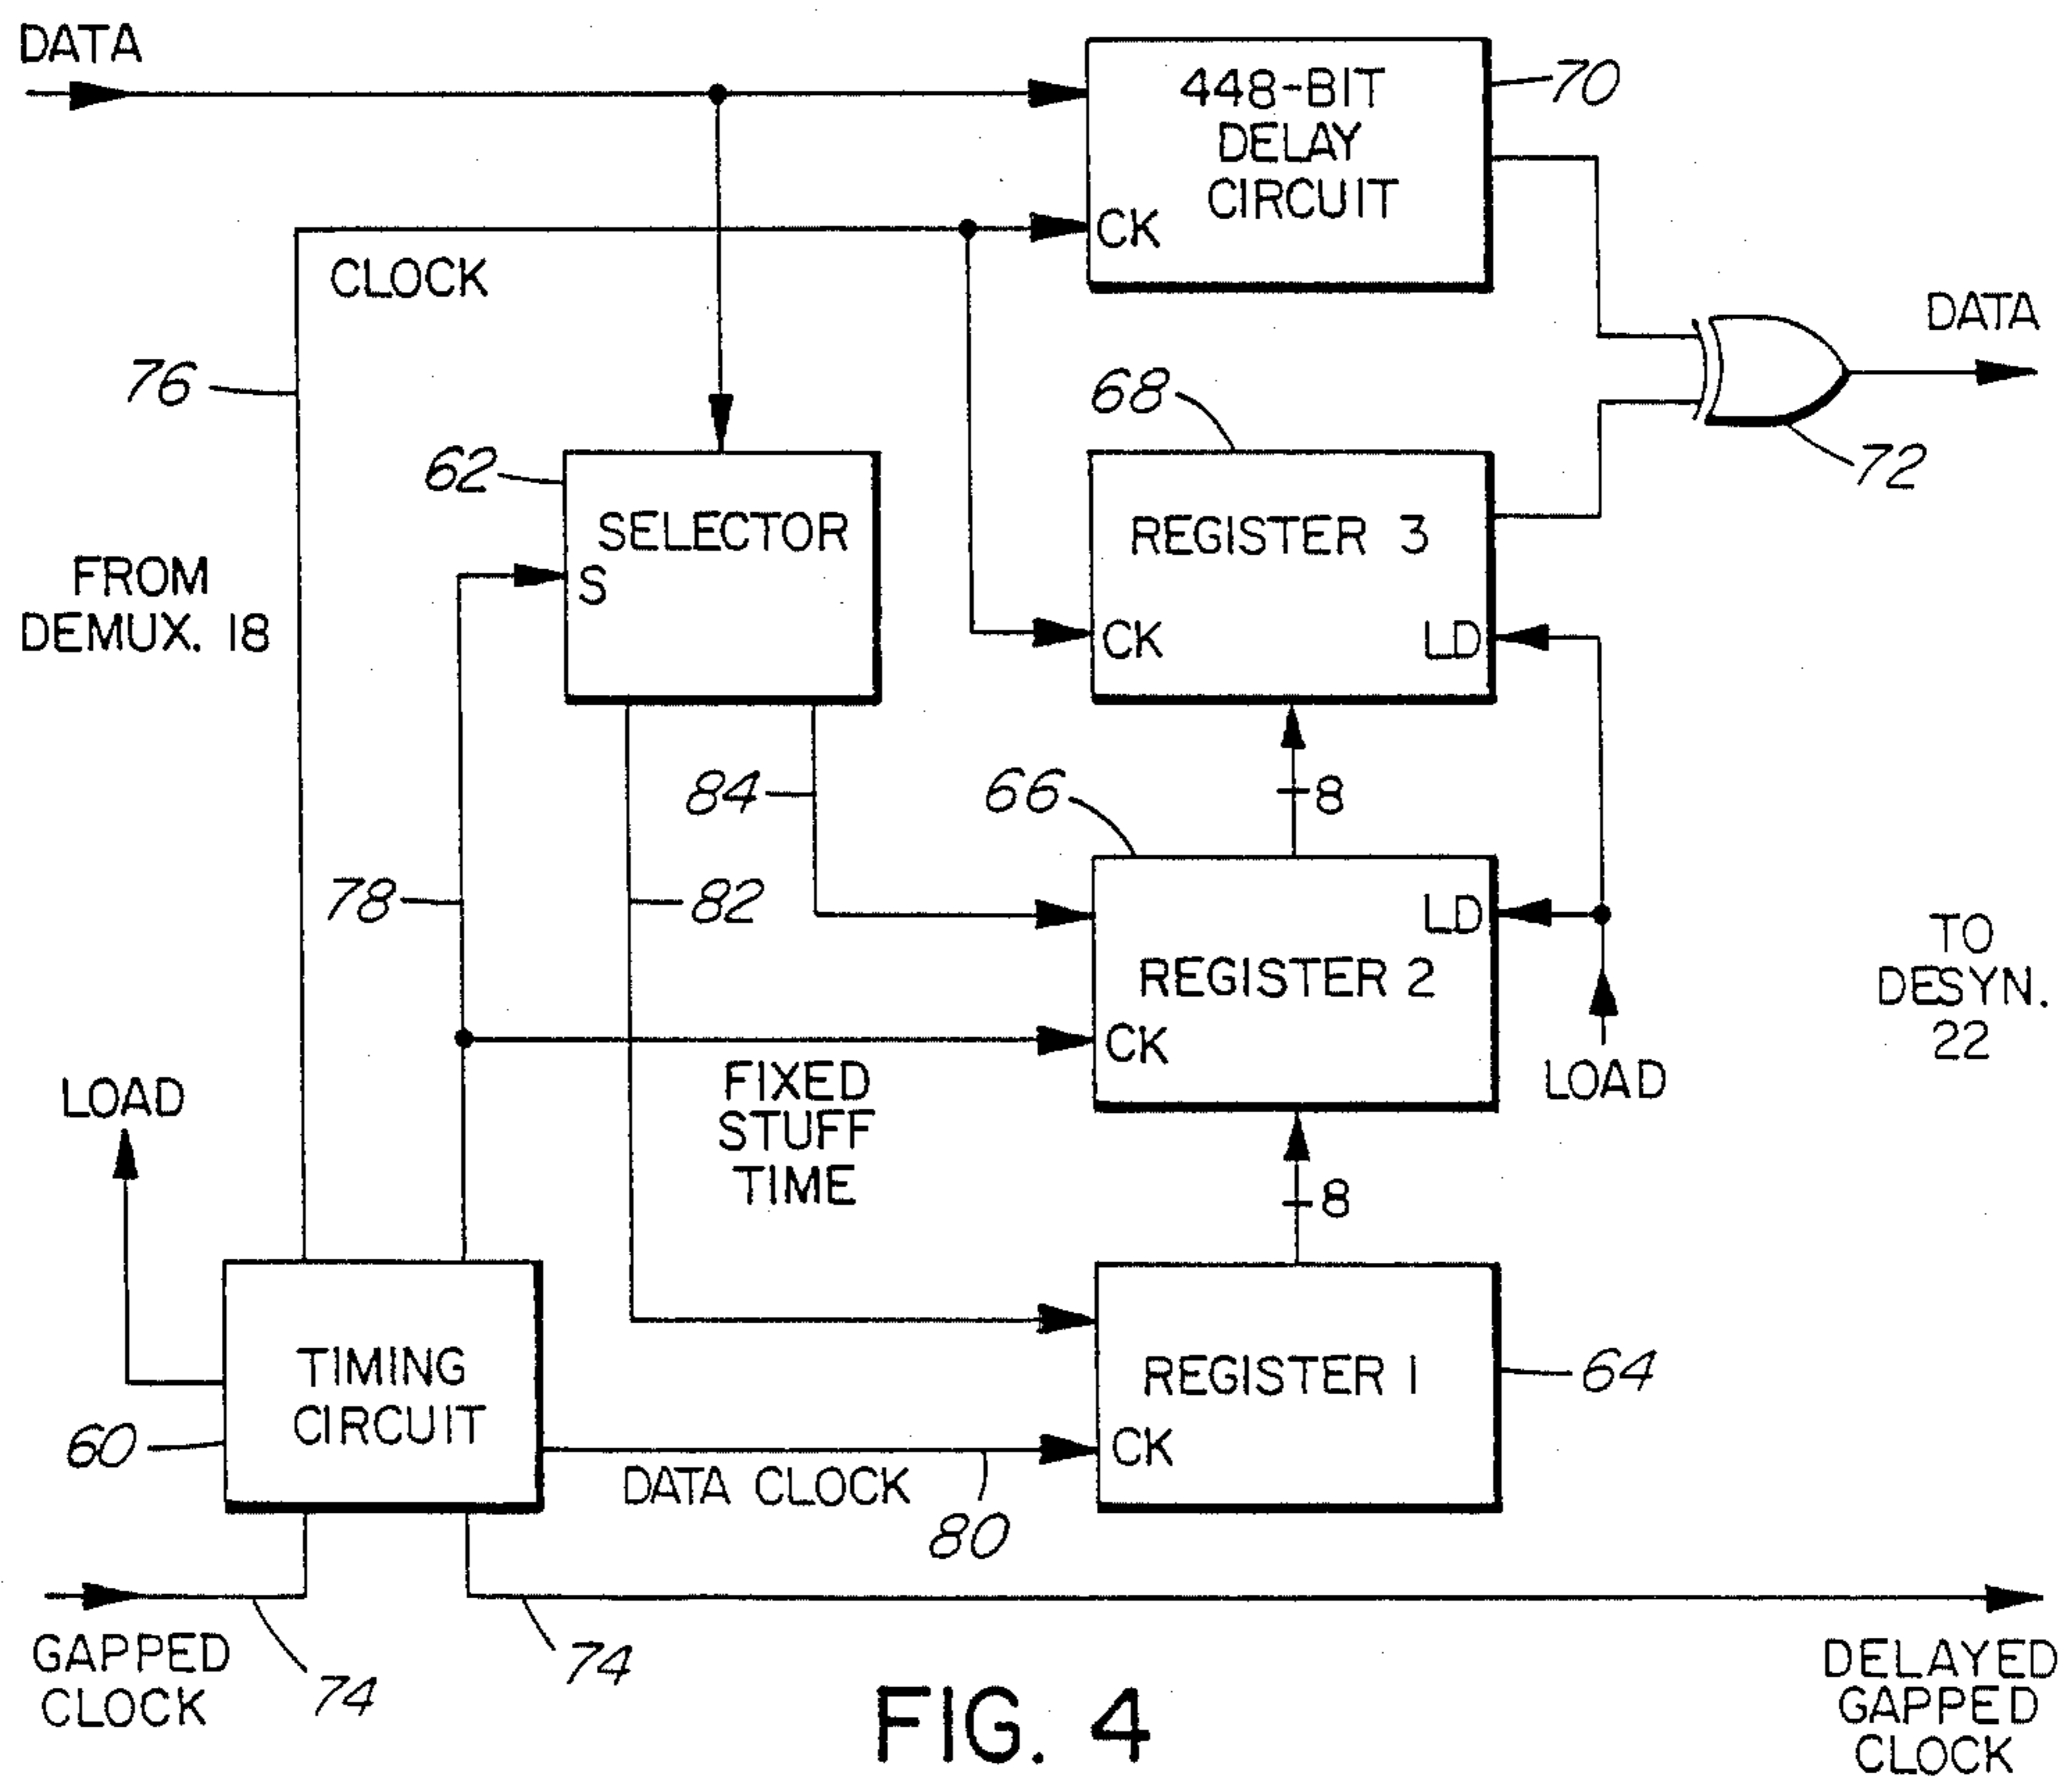 DATA
448-BIT
DELAY
CIRCUIT
70
CK
CLOCK
DATA
76
68
72
62
SELECTOR
S
REGISTER 3
CK
LD
FROM
DEMUX. 18
84
66
8
78
82
LD
REGISTER 2
CK
TO
DESYN.
22
FIXED
STUFF
TIME
LOAD
LOAD
8
TIMING
CIRCUIT
60
REGISTER 1
64
CK
DATA CLOCK
80
GAPPED
CLOCK
74
74
DELAYED
GAPPED
CLOCK
FIG. 4